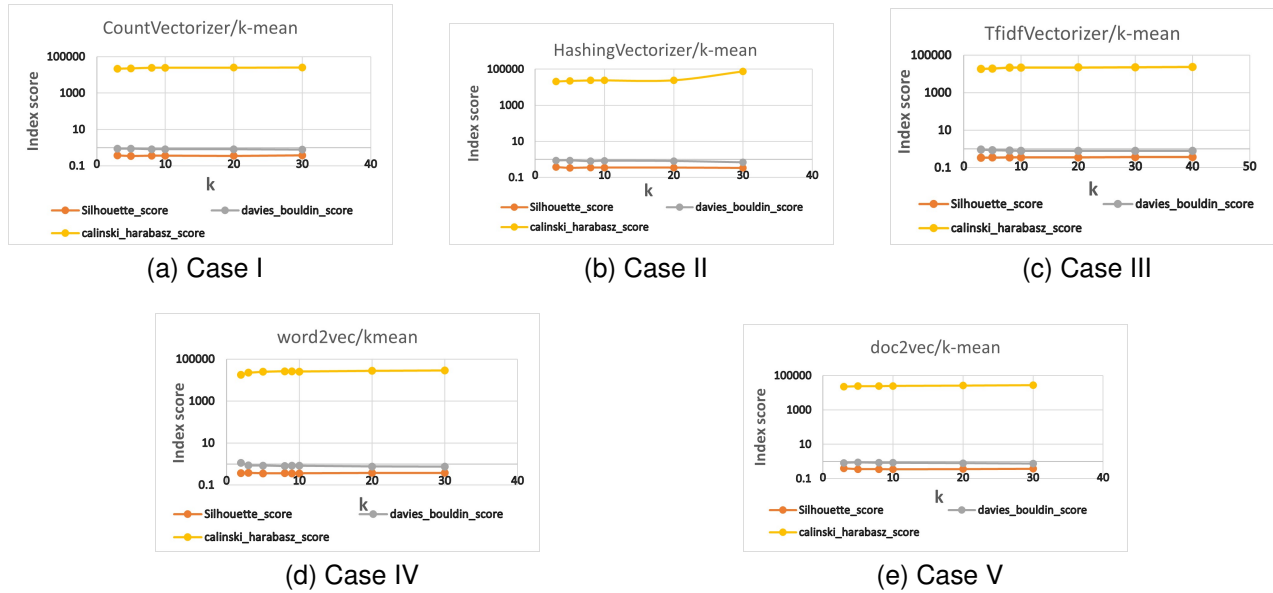 CountVectorizer/k-mean
100000
1000
10
0.1
Index score
0 10 20 30 40
k
Silhouette_score davies_bouldin_score
calinski_harabasz_score
(a) Case I
HashingVectorizer/k-mean
100000
1000
10
0.1
Index score
0 10 20 30 40
k
Silhouette_score davies_bouldin_score
calinski_harabasz_score
(b) Case II
TfidfVectorizer/k-mean
100000
1000
10
0.1
Index score
0 10 20 30 40 50
k
Silhouette_score davies_bouldin_score
calinski_harabasz_score
(c) Case III
word2vec/kmean
100000
1000
10
0.1
Index score
0 10 20 30 40
k
Silhouette_score davies_bouldin_score
calinski_harabasz_score
(d) Case IV
doc2vec/k-mean
100000
1000
10
0.1
Index score
0 10 20 30 40
k
Silhouette_score davies_bouldin_score
calinski_harabasz_score
(e) Case V